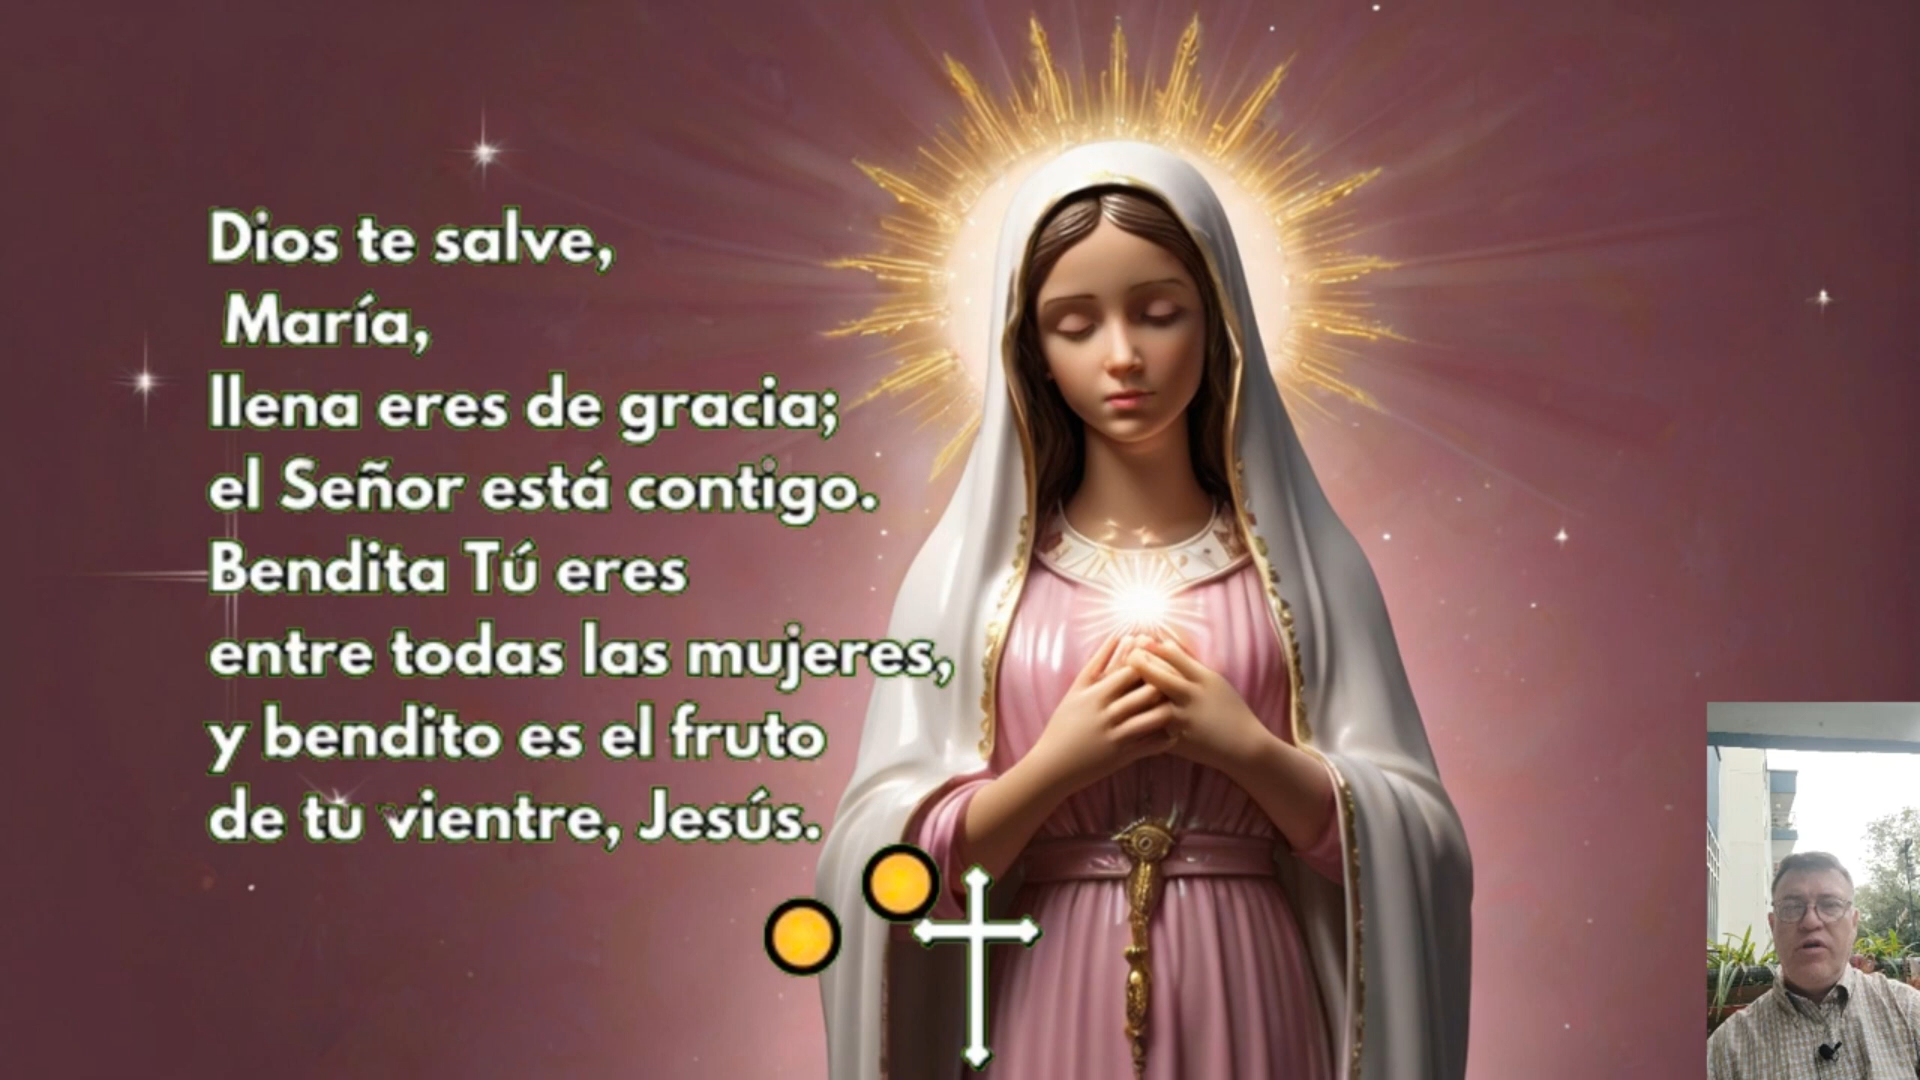 Dios te salve,
María,
llena eres de gracia;
el Señor está contigo.
Bendita Tú eres
entre todas las mujeres,
y bendito es el fruto
de tu vientre, Jesús.